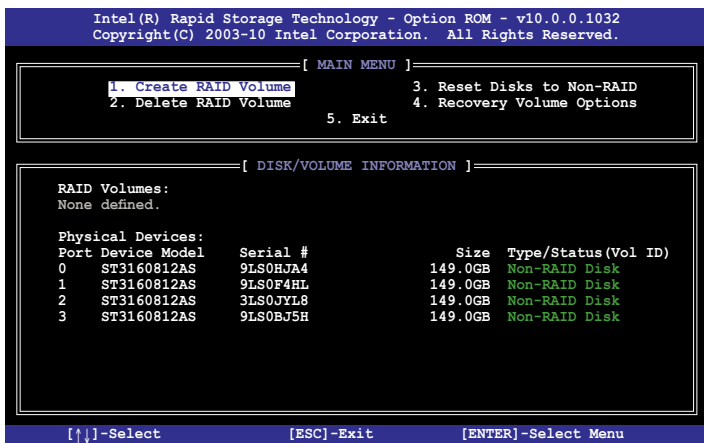 Intel(R) Rapid Storage Technology - Option ROM - v10.0.0.1032
Copyright(C) 2003-10 Intel Corporation.  All Rights Reserved.
[ MAIN MENU ]
1. Create RAID Volume 3. Reset Disks to Non-RAID
2. Delete RAID Volume 4. Recovery Volume Options
5. Exit
[ DISK/VOLUME INFORMATION ]
RAID Volumes:
None defined.
Physical Devices:
Port Device Model Serial # Size Type/Status(Vol ID)
0 ST3160812AS 9LS0HJA4 149.0GB Non-RAID Disk
1 ST3160812AS 9LS0F4HL 149.0GB Non-RAID Disk
2 ST3160812AS 3LS0JYL8 149.0GB Non-RAID Disk
3 ST3160812AS 9LS0BJ5H 149.0GB Non-RAID Disk
[↑↓]-Select [ESC]-Exit [ENTER]-Select Menu